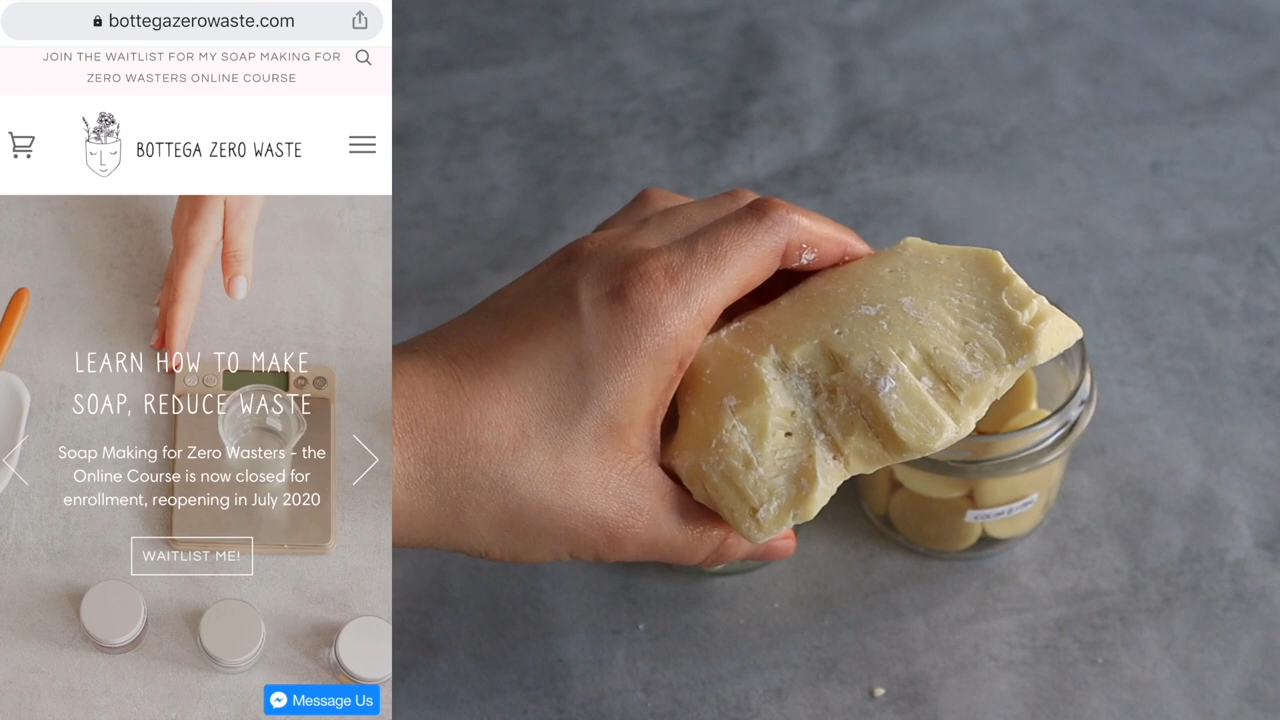 bottegazerowaste.com
JOIN THE WAITLIST FOR MY SOAP MAKING FOR
ZERO WASTERS ONLINE COURSE
BOTTEGA ZERO WASTE
LEARN HOW TO MAKE
SOAP, REDUCE WASTE
Soap Making for Zero Wasters - the
Online Course is now closed for
enrollment, reopening in July 2020
WAITLIST ME!
Message Us